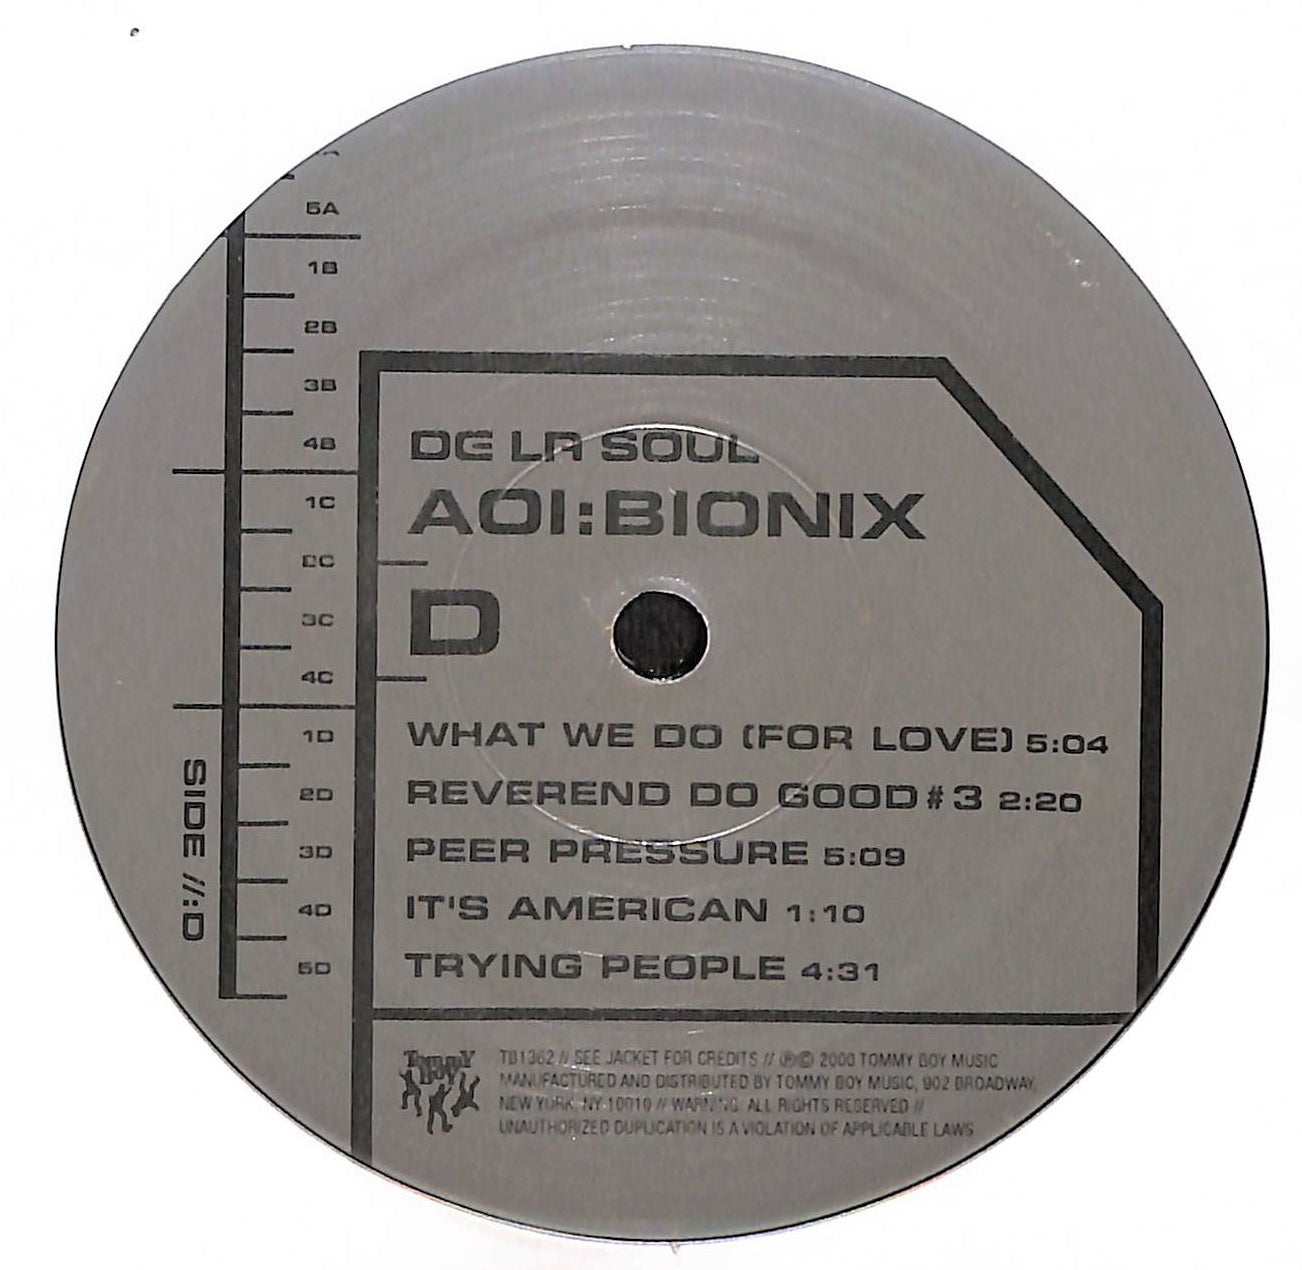 5A
1B
2B
3B
4B
1C
2C
3C
4C
1D
2D
3D
4D
5D
SIDE //:D
DE LA SOUL
AOI:BIONIX
D
WHAT WE DO (FOR LOVE) 5:04
REVEREND DO GOOD #3 2:20
PEER PRESSURE 5:09
IT'S AMERICAN 1:10
TRYING PEOPLE 4:31
TOMMY BOY
TB1362 // SEE JACKET FOR CREDITS // ℗© 2000 TOMMY BOY MUSIC
MANUFACTURED AND DISTRIBUTED BY TOMMY BOY MUSIC, 902 BROADWAY,
NEW YORK, NY 10010 // WARNING: ALL RIGHTS RESERVED //
UNAUTHORIZED DUPLICATION IS A VIOLATION OF APPLICABLE LAWS